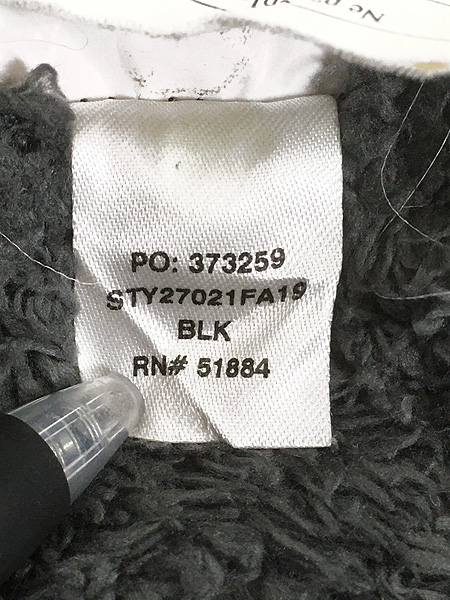 PO: 373259
STY27021FA19
BLK
RN# 51884